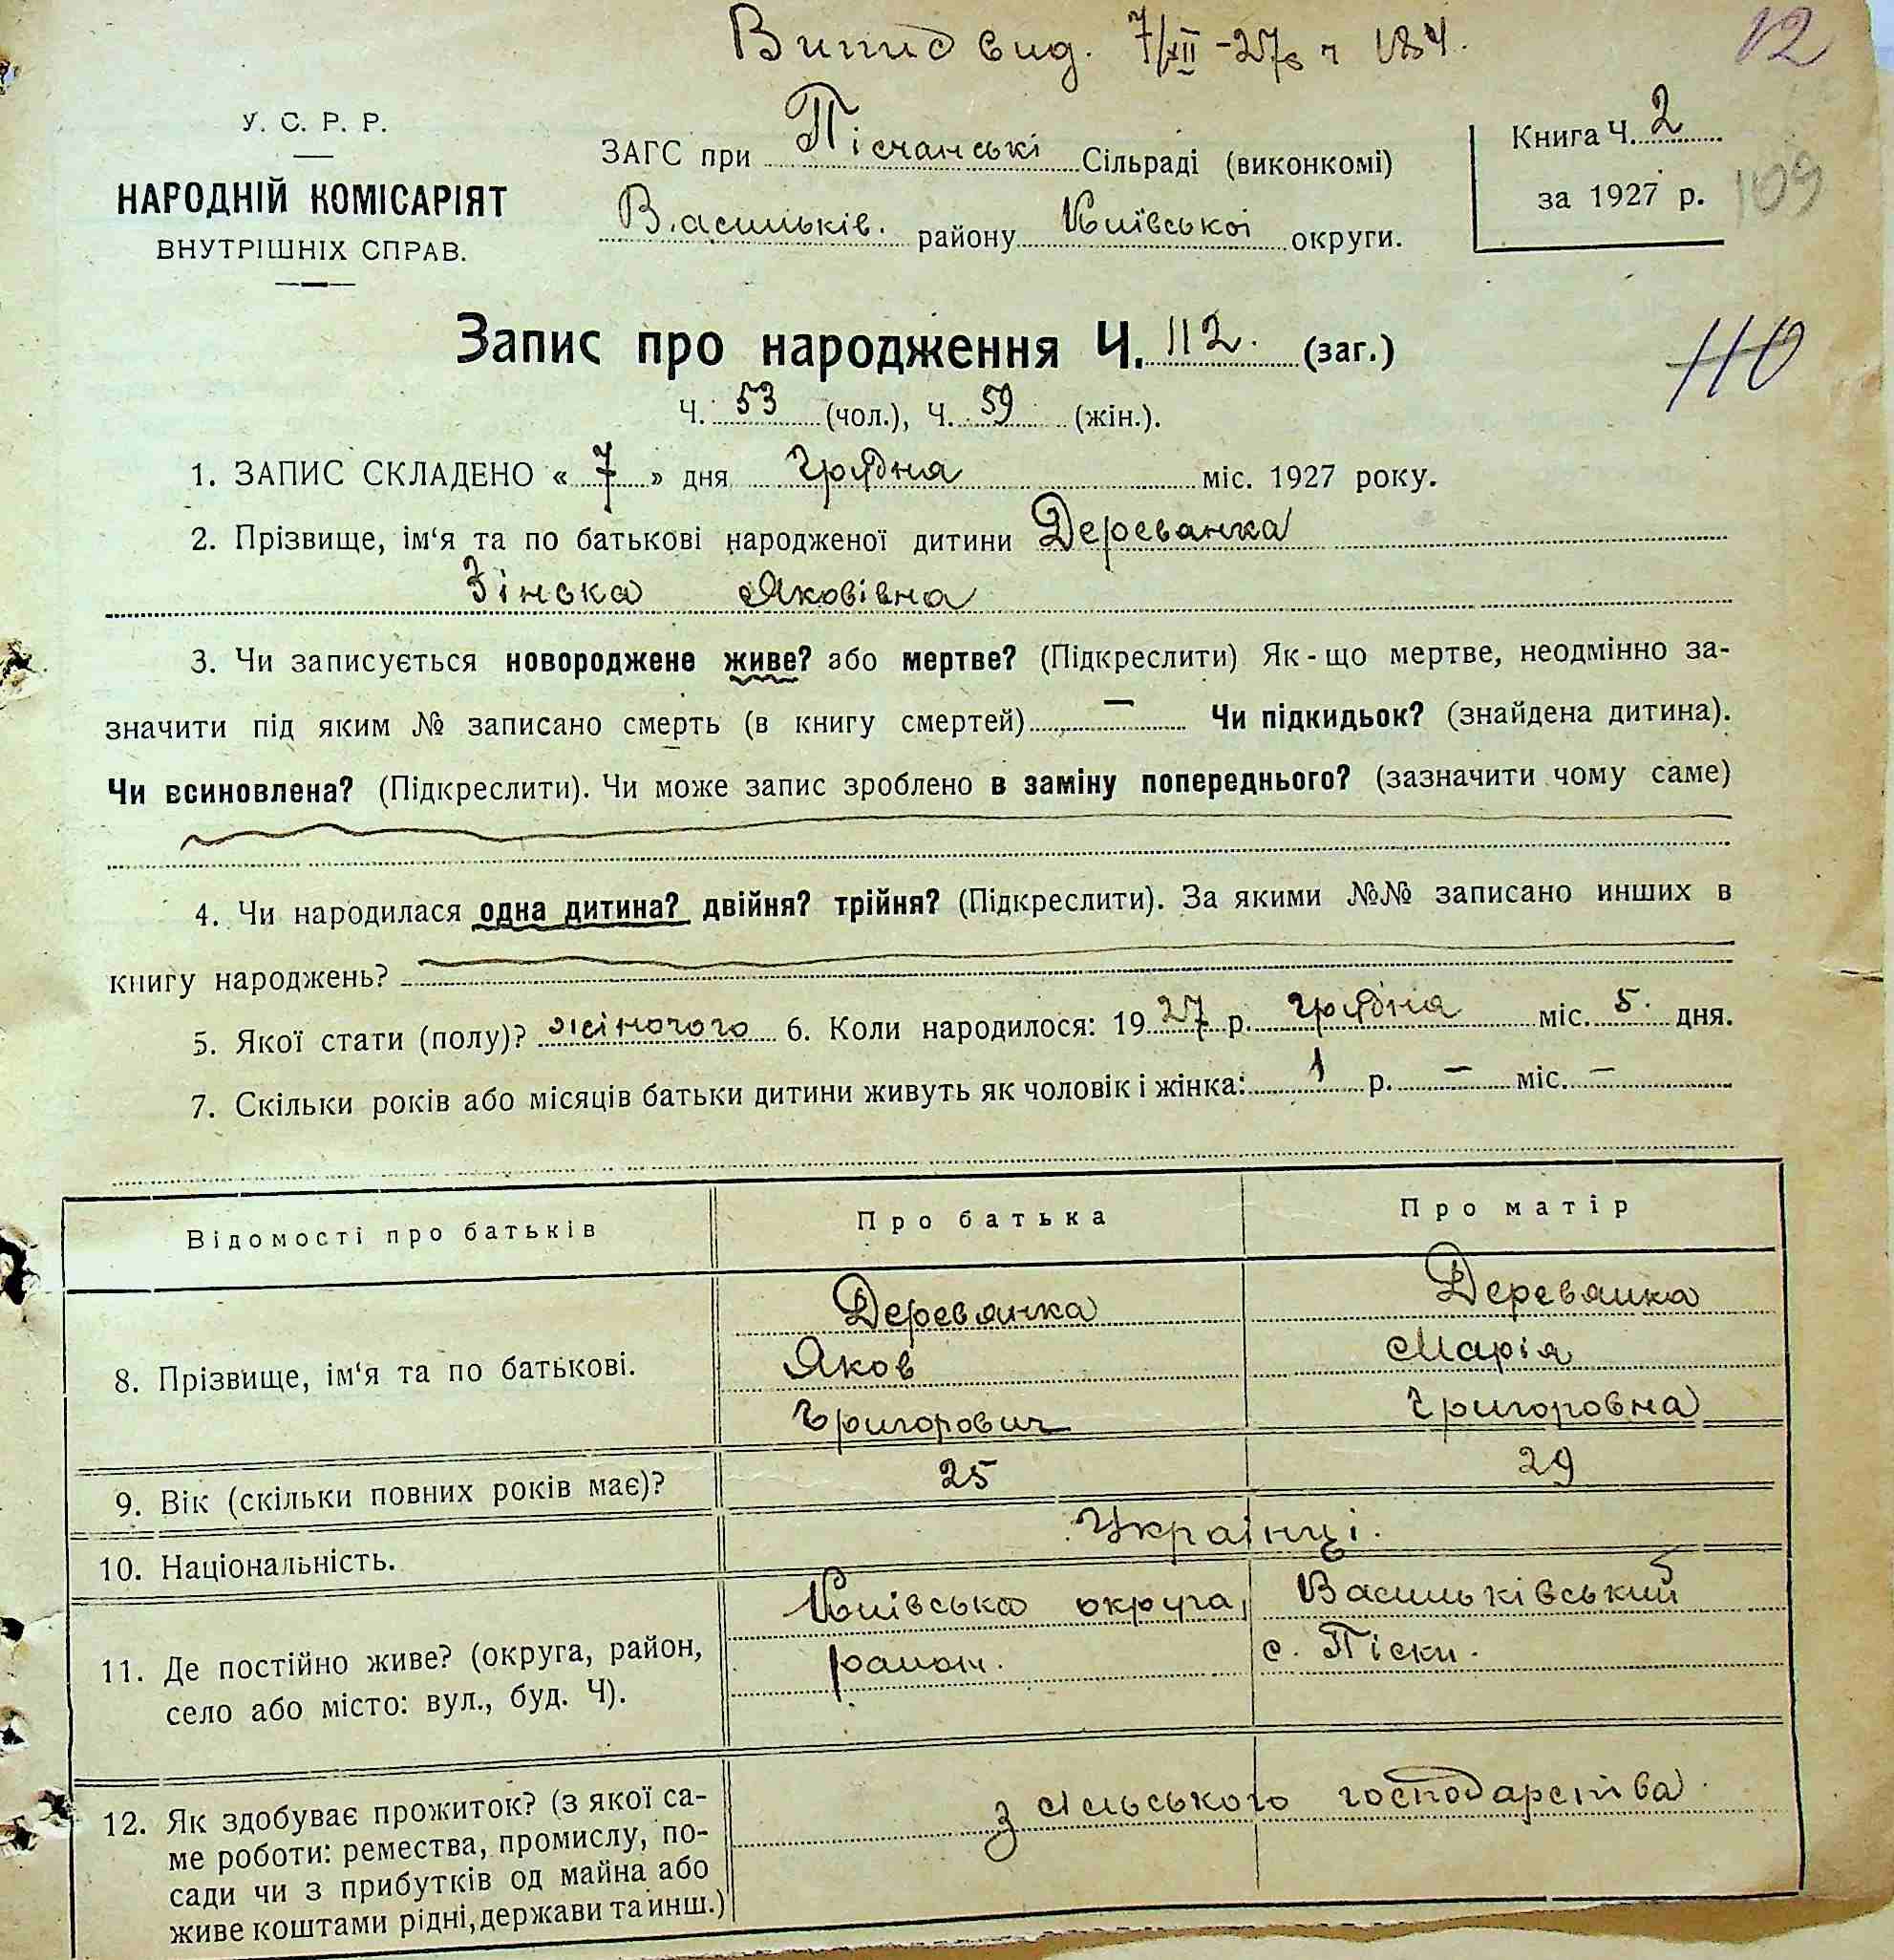 Випис вид. 7/XII-27р ч 184.
12
У. С. Р. Р.
НАРОДНІЙ КОМІСАРІЯТ
ВНУТРІШНІХ СПРАВ.
ЗАГС при Пісчанські Сільраді (виконкомі)
Васильків. району Київської округи.
Книга Ч. 2
за 1927 р.
109
Запис про народження Ч. 112. (заг.)
110
Ч. 53 (чол.), Ч. 59 (жін.).
1. ЗАПИС СКЛАДЕНО « 7 » дня грудня міс. 1927 року.
2. Прізвище, ім‘я та по батькові народженої дитини Дереванка
Зінька Яковівна
3. Чи записується новороджене живе? або мертве? (Підкреслити) Як-що мертве, неодмінно за-
значити під яким № записано смерть (в книгу смертей) — Чи підкидьок? (знайдена дитина).
Чи всиновлена? (Підкреслити). Чи може запис зроблено в заміну попереднього? (зазначити чому саме)
4. Чи народилася одна дитина? двійня? трійня? (Підкреслити). За якими №№ записано инших в
книгу народжень?
5. Якої стати (полу)? жіночого 6. Коли народилося: 1927 р. грудня міс. 5. дня.
7. Скільки років або місяців батьки дитини живуть як чоловік і жінка: 1 р. — міс. —
Відомості про батьків Про батька Про матір
8. Прізвище, ім‘я та по батькові.
Деревянка
Яков
Григорович
Деревянка
Марія
Григоровна
9. Вік (скільки повних років має)? 25 29
10. Національність. Українці.
11. Де постійно живе? (округа, район,
село або місто: вул., буд. Ч).
Київська округа, Васильківський
район. с. Піски.
12. Як здобуває прожиток? (з якої са-
ме роботи: ремества, промислу, по-
сади чи з прибутків од майна або
живе коштами рідні, держави та инш.)
з сільського господарства.